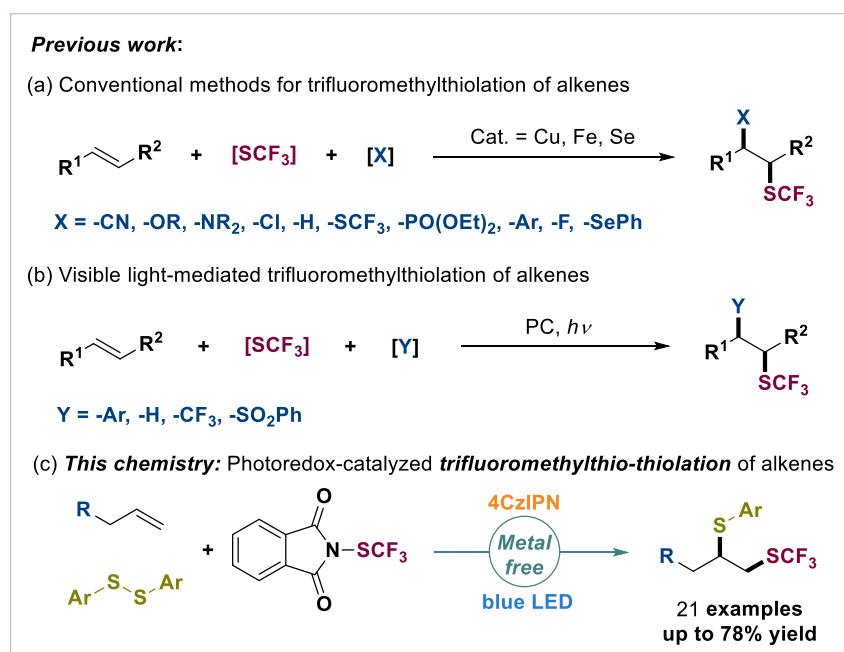 Previous work:
(a) Conventional methods for trifluoromethylthiolation of alkenes
R¹ R² + [SCF₃] + [X] Cat. = Cu, Fe, Se X R¹ R² SCF₃
X = -CN, -OR, -NR₂, -Cl, -H, -SCF₃, -PO(OEt)₂, -Ar, -F, -SePh
(b) Visible light-mediated trifluoromethylthiolation of alkenes
R¹ R² + [SCF₃] + [Y] PC, hν Y R¹ R² SCF₃
Y = -Ar, -H, -CF₃, -SO₂Ph
(c) This chemistry: Photoredox-catalyzed trifluoromethylthio-thiolation of alkenes
R
Ar S S Ar
+
O N SCF₃ O
4CzIPN
Metal
free
blue LED
S Ar
R SCF₃
21 examples
up to 78% yield